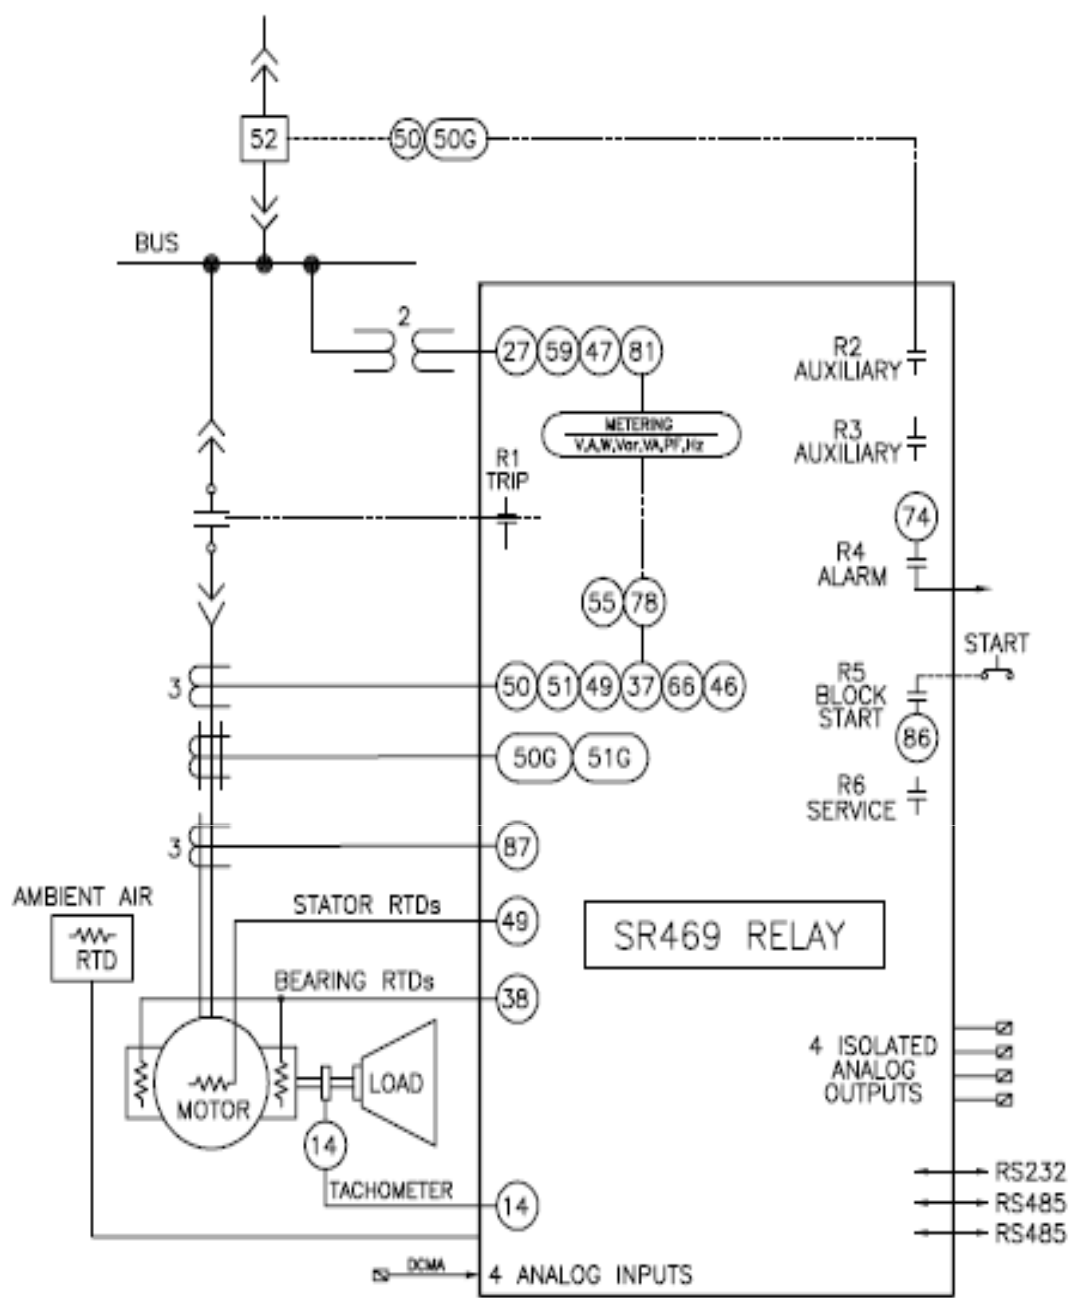 52
50 50G
BUS
2
27 59 47 81
R2
AUXILIARY
METERING
V,A,W,Var,VA,PF,Hz
R3
AUXILIARY
R1
TRIP
74
R4
ALARM
55 78
START
3
50 51 49 37 66 46
R5
BLOCK
START
86
50G 51G
R6
SERVICE
3
87
AMBIENT AIR
RTD
STATOR RTDs
49
SR469 RELAY
BEARING RTDs
38
4 ISOLATED
ANALOG
OUTPUTS
MOTOR
LOAD
14
TACHOMETER
14
RS232
RS485
RS485
DCMA
4 ANALOG INPUTS